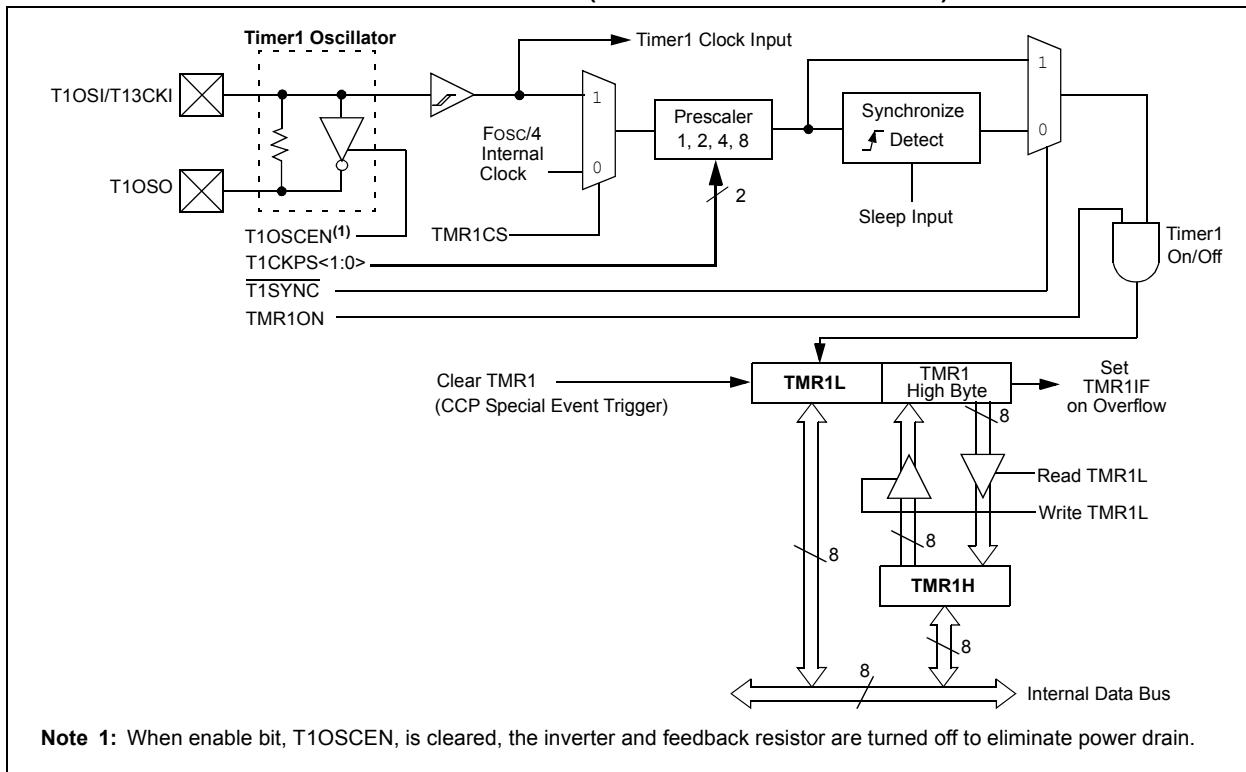 Timer1 Oscillator
Timer1 Clock Input
T1OSI/T13CKI
1
FOSC/4
Internal
Clock
0
Prescaler
1, 2, 4, 8
Synchronize
Detect
1
0
T1OSO
2
Sleep Input
T1OSCEN(1)
TMR1CS
T1CKPS<1:0>
T1SYNC
TMR1ON
Timer1
On/Off
Clear TMR1
(CCP Special Event Trigger)
TMR1L
TMR1
High Byte
Set
TMR1IF
on Overflow
8
Read TMR1L
Write TMR1L
8
8
TMR1H
8
8
Internal Data Bus
Note 1: When enable bit, T1OSCEN, is cleared, the inverter and feedback resistor are turned off to eliminate power drain.